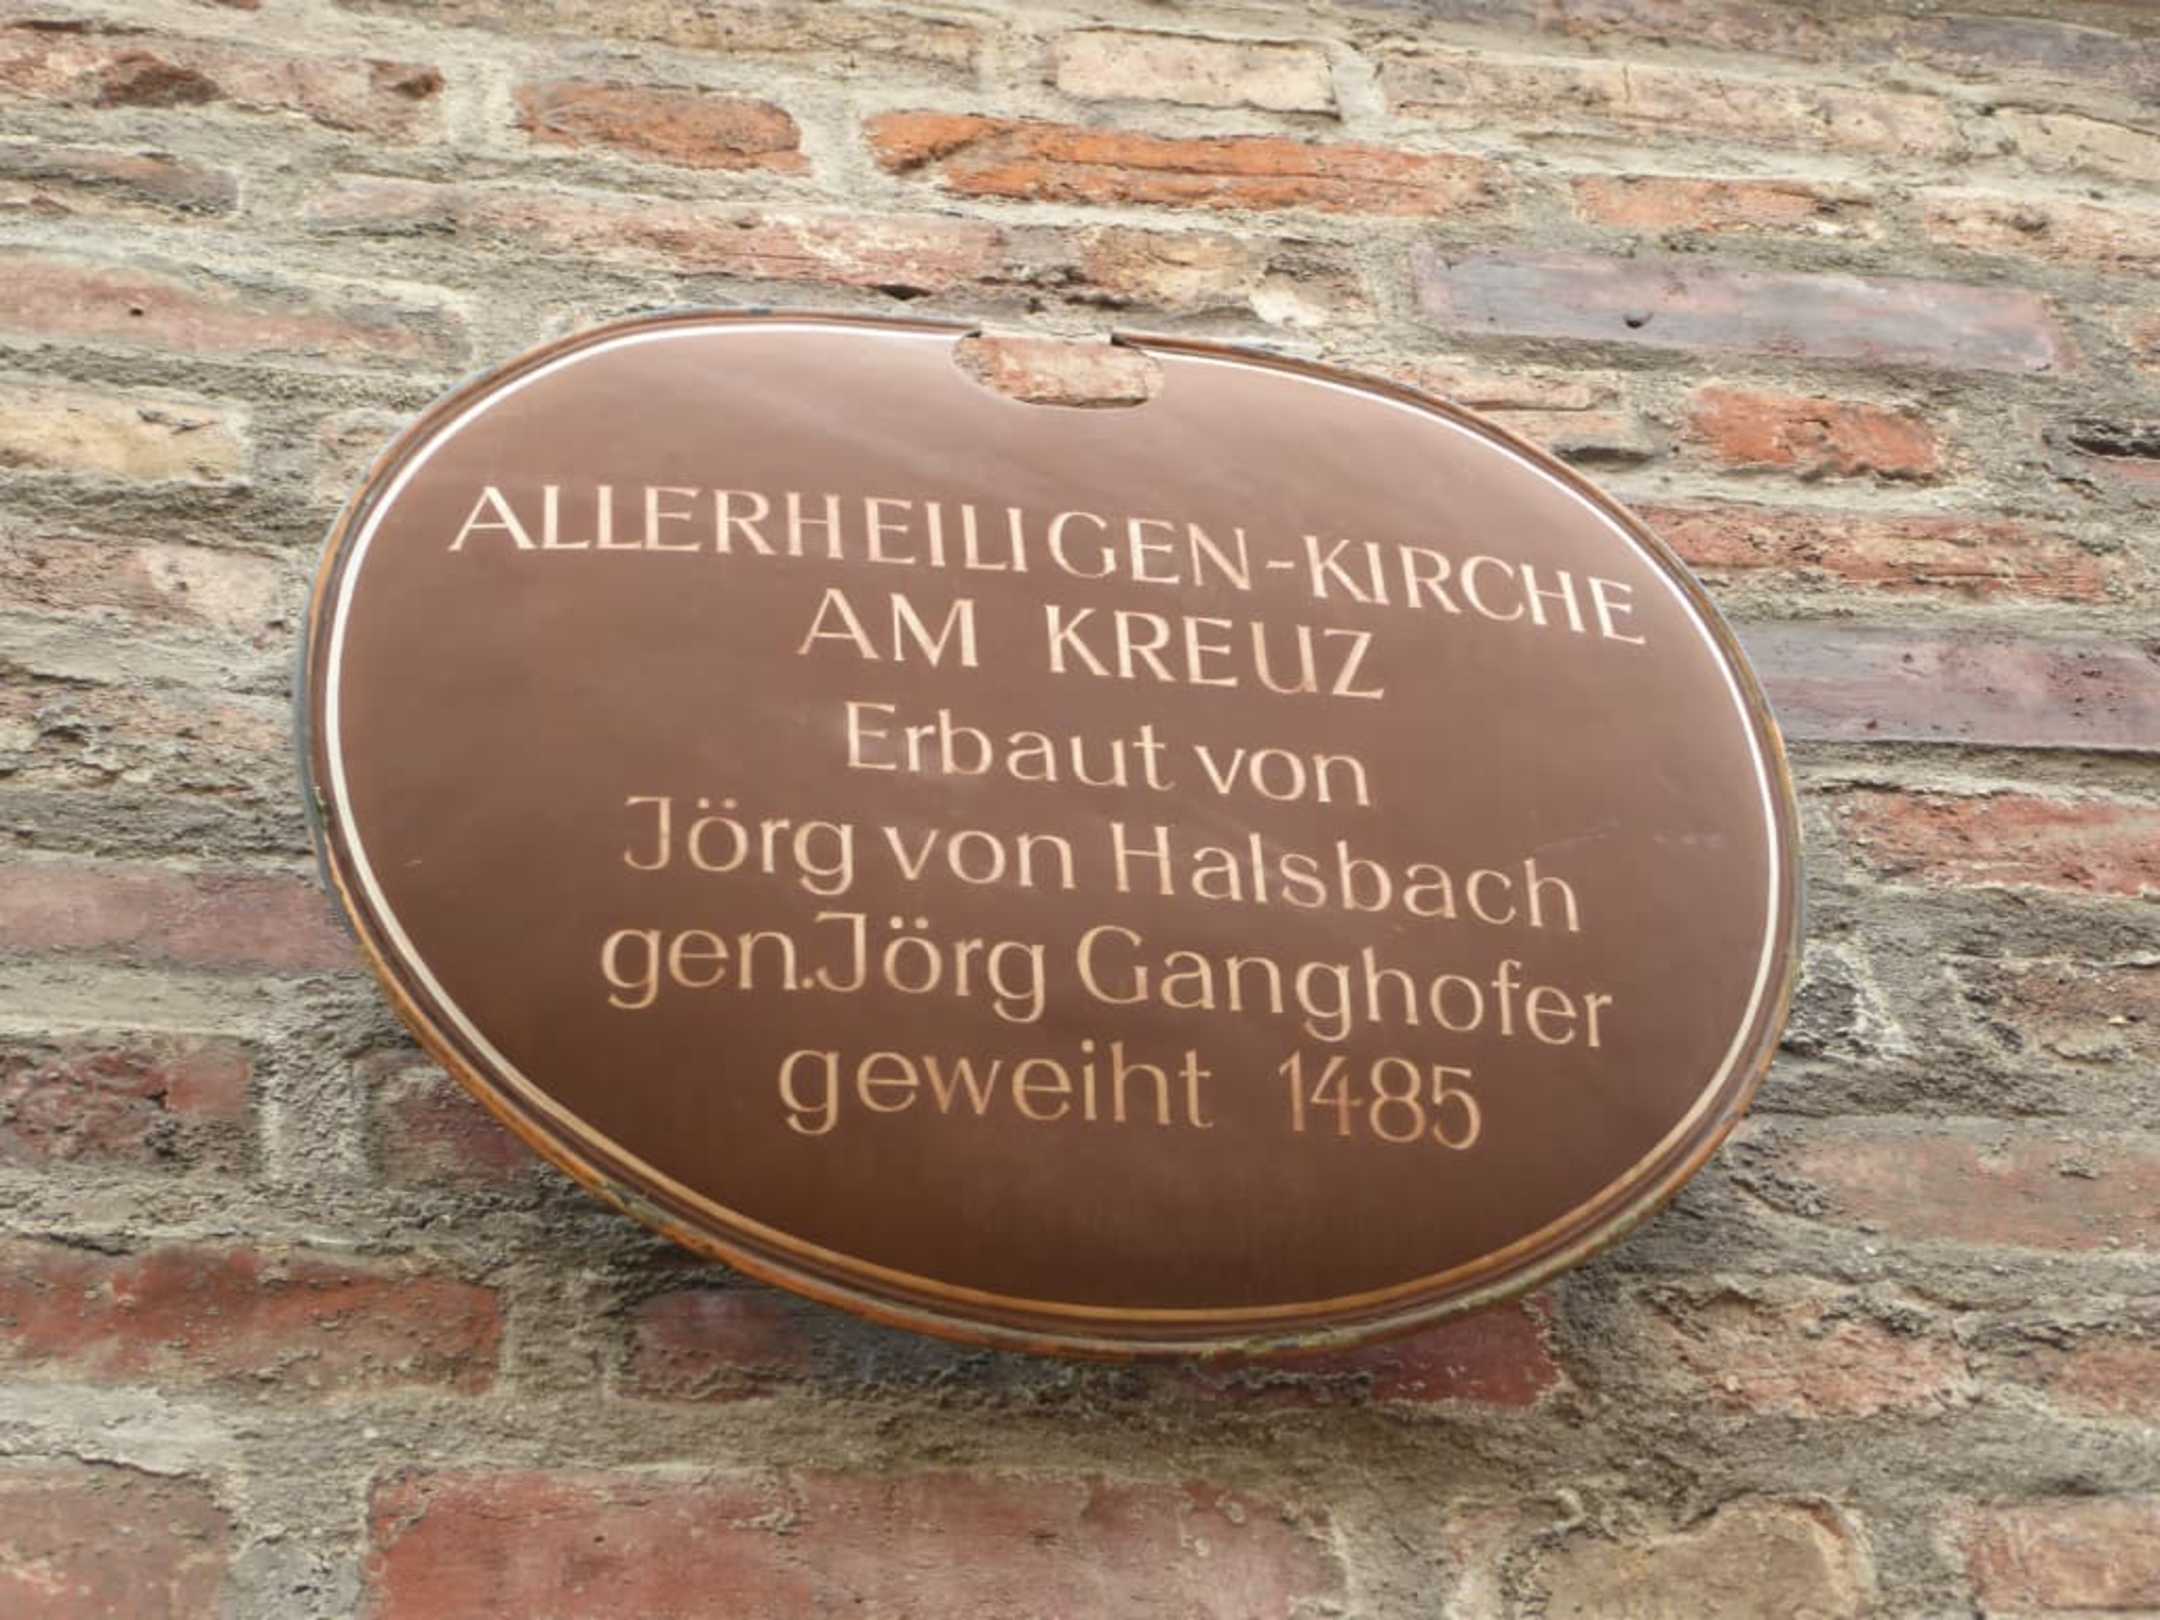 ALLERHEILIGEN-KIRCHE
AM KREUZ
Erbaut von
Jörg von Halsbach
gen. Jörg Ganghofer
geweiht 1485